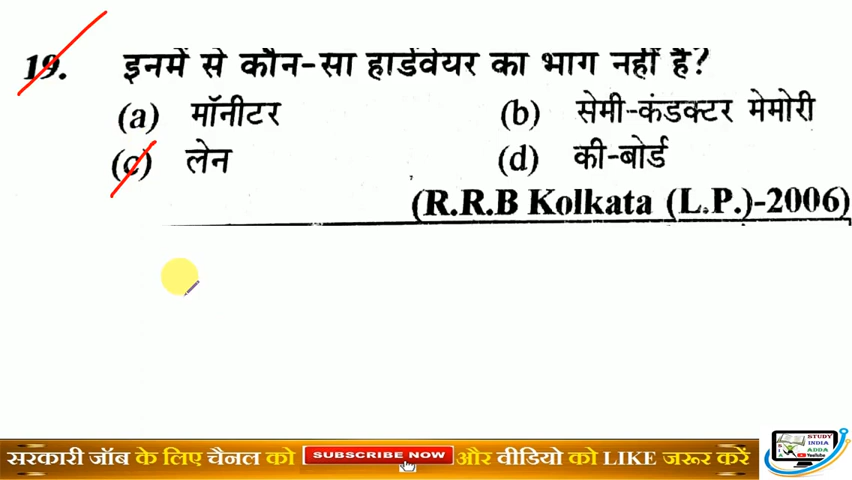 19. इनमें से कौन-सा हार्डवेयर का भाग नहीं है?
(a) मॉनीटर (b) सेमी-कंडक्टर मेमोरी
(c) लेन (d) की-बोर्ड
(R.R.B Kolkata (L.P.)-2006)
सरकारी जॉब के लिए चैनल को SUBSCRIBE NOW और वीडियो को LIKE जरूर करें
STUDY
INDIA
ADDA
YouTube